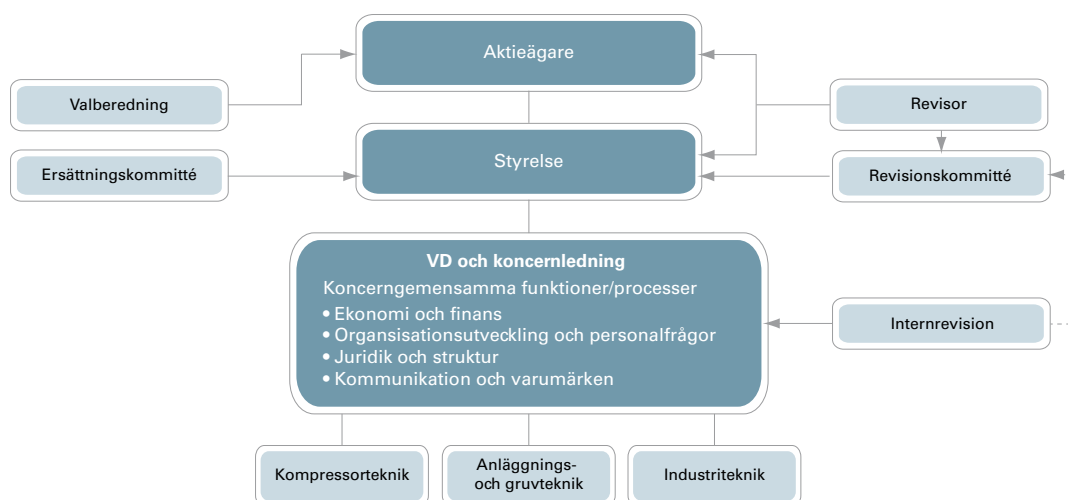 Aktieägare
Valberedning
Revisor
Styrelse
Ersättningskommitté
Revisionskommitté
VD och koncernledning
Koncerngemensamma funktioner/processer
• Ekonomi och finans
• Organsisationsutveckling och personalfrågor
• Juridik och struktur
• Kommunikation och varumärken
Internrevision
Kompressorteknik
Anläggnings-
och gruvteknik
Industriteknik